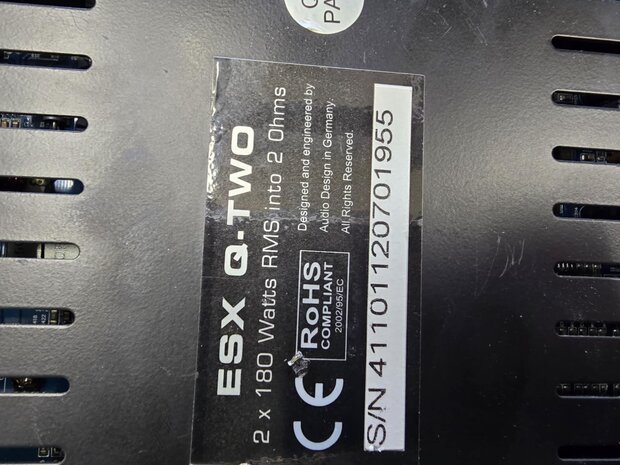 ESX Q-TWO
2 x 180 Watts RMS into 2 Ohms
Designed and engineered by
Audio Design in Germany.
All Rights Reserved.
CE
RoHS
COMPLIANT
2002/95/EC
S/N 41101120701955